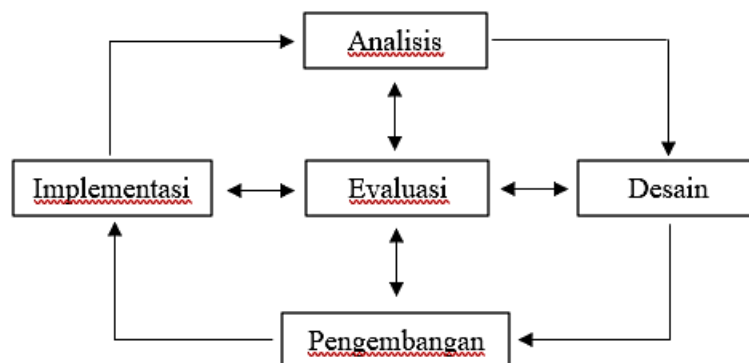 Analisis
Implementasi
Evaluasi
Desain
Pengembangan